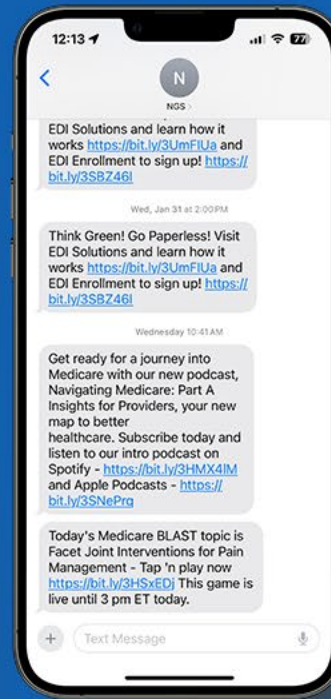 12:13
77
N
NGS
EDI Solutions and learn how it
works https://bit.ly/3UmFIUa and
EDI Enrollment to sign up! https://
bit.ly/3SBZ46I
Wed, Jan 31 at 2:00 PM
Think Green! Go Paperless! Visit
EDI Solutions and learn how it
works https://bit.ly/3UmFIUa and
EDI Enrollment to sign up! https://
bit.ly/3SBZ46I
Wednesday 10:41 AM
Get ready for a journey into
Medicare with our new podcast,
Navigating Medicare: Part A
Insights for Providers, your new
map to better
healthcare. Subscribe today and
listen to our intro podcast on
Spotify - https://bit.ly/3HMX4IM
and Apple Podcasts - https://
bit.ly/3SNePrq
Today's Medicare BLAST topic is
Facet Joint Interventions for Pain
Management - Tap 'n play now
https://bit.ly/3HSxEDj This game is
live until 3 pm ET today.
Text Message